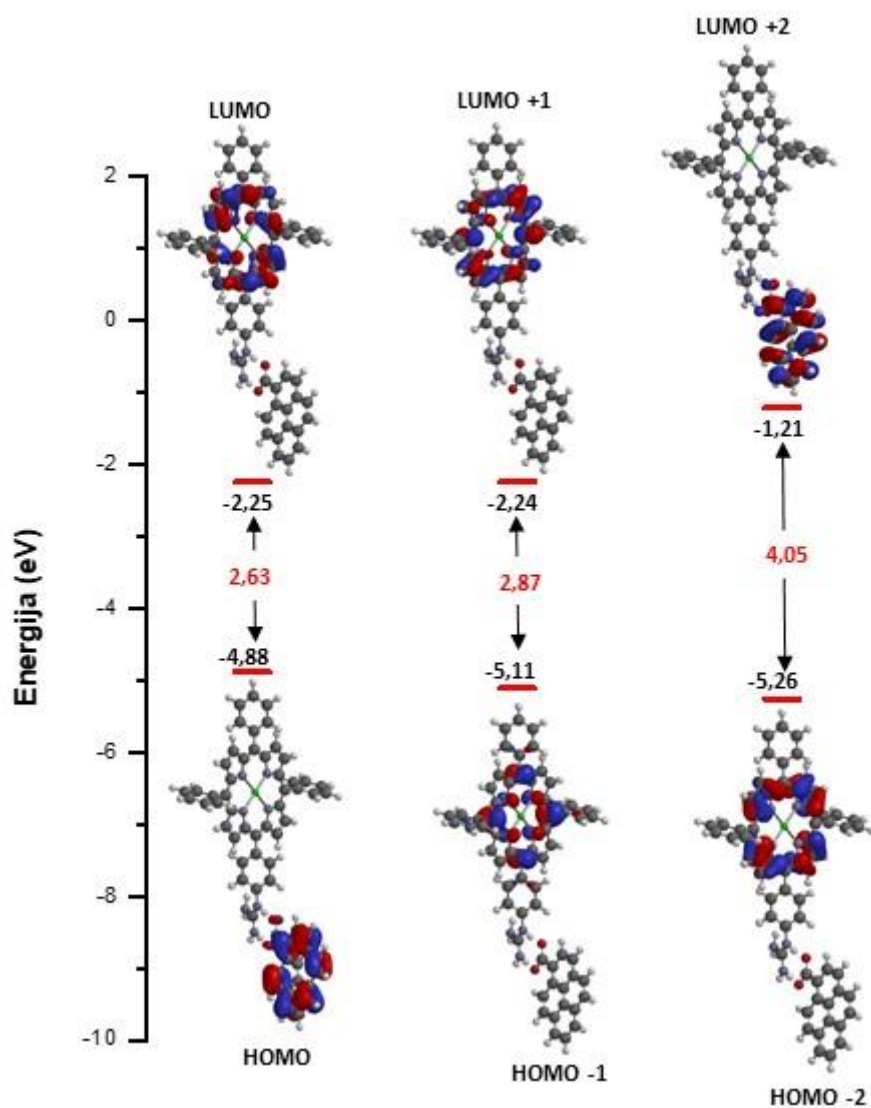 LUMO +2
LUMO
LUMO +1
2
0
-2
-4
-6
-8
-10
Energija (eV)
-1,21
-2,25
-2,24
4,05
2,63
2,87
-4,88
-5,11
-5,26
HOMO
HOMO -1
HOMO -2